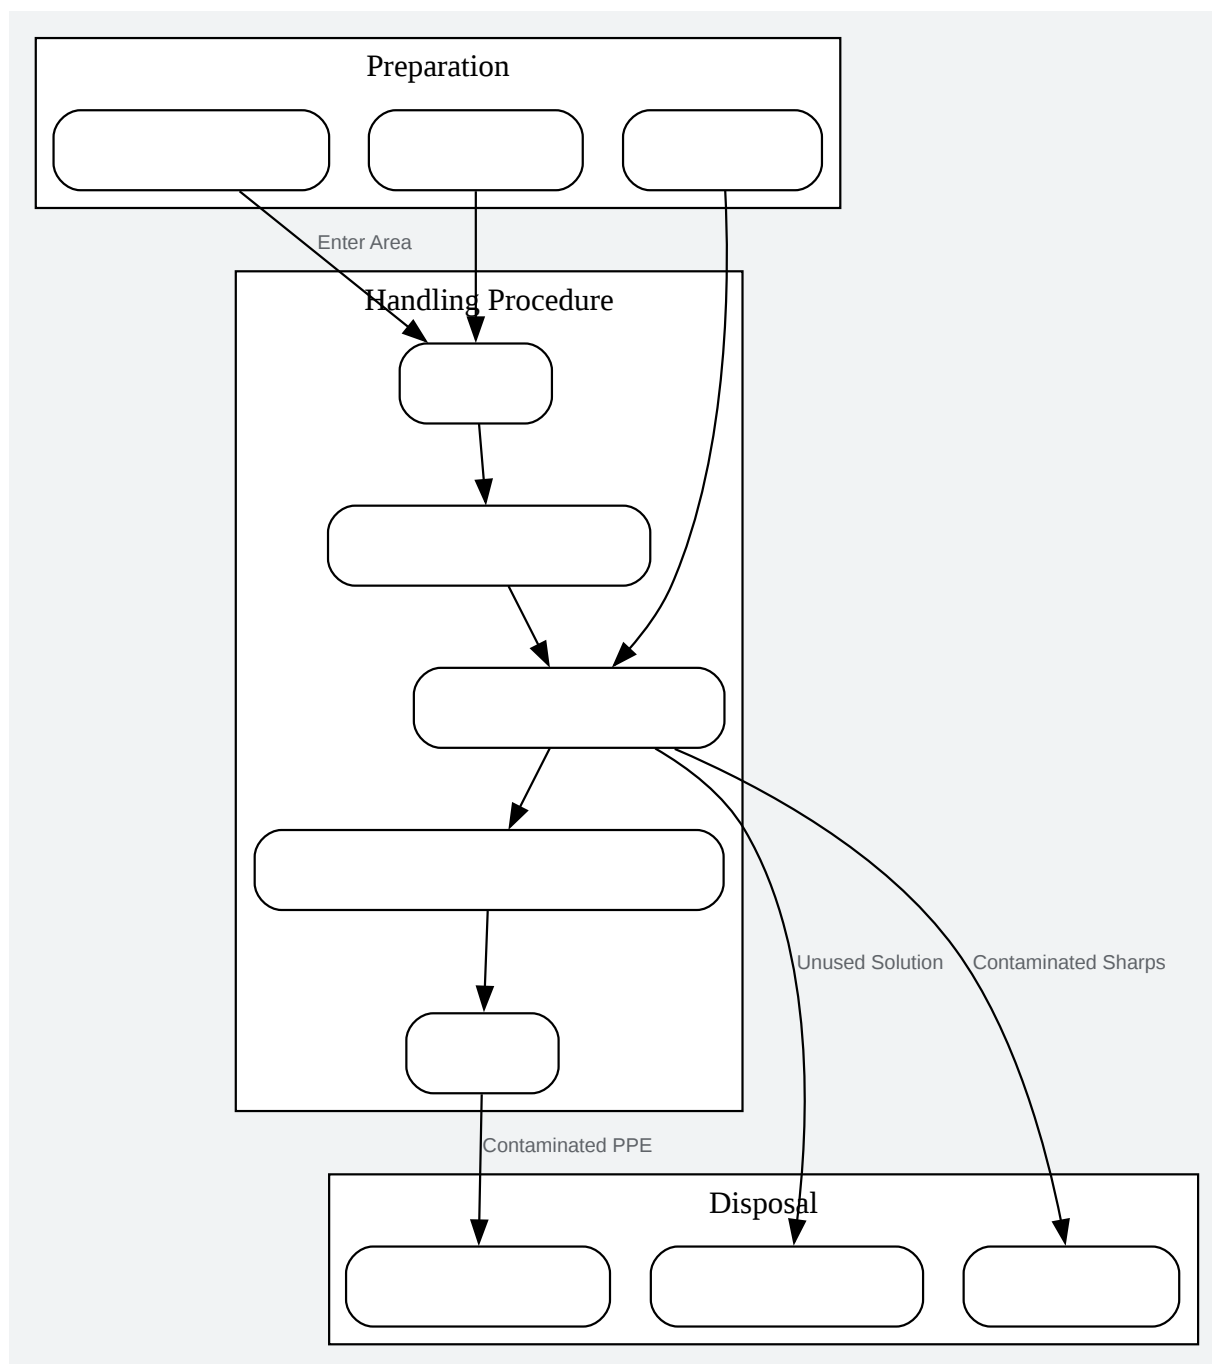 Preparation
Enter Area
Handling Procedure
Unused Solution
Contaminated Sharps
Contaminated PPE
Disposal